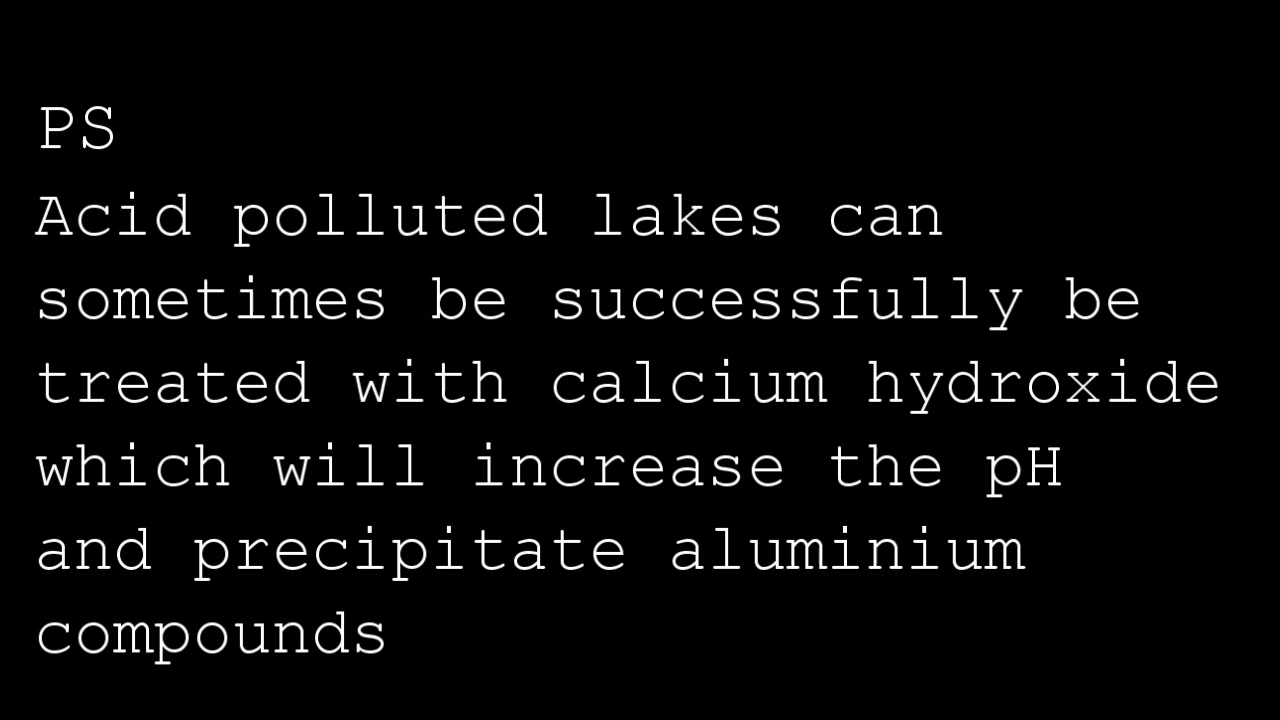 PS
Acid polluted lakes can
sometimes be successfully be
treated with calcium hydroxide
which will increase the pH
and precipitate aluminium
compounds